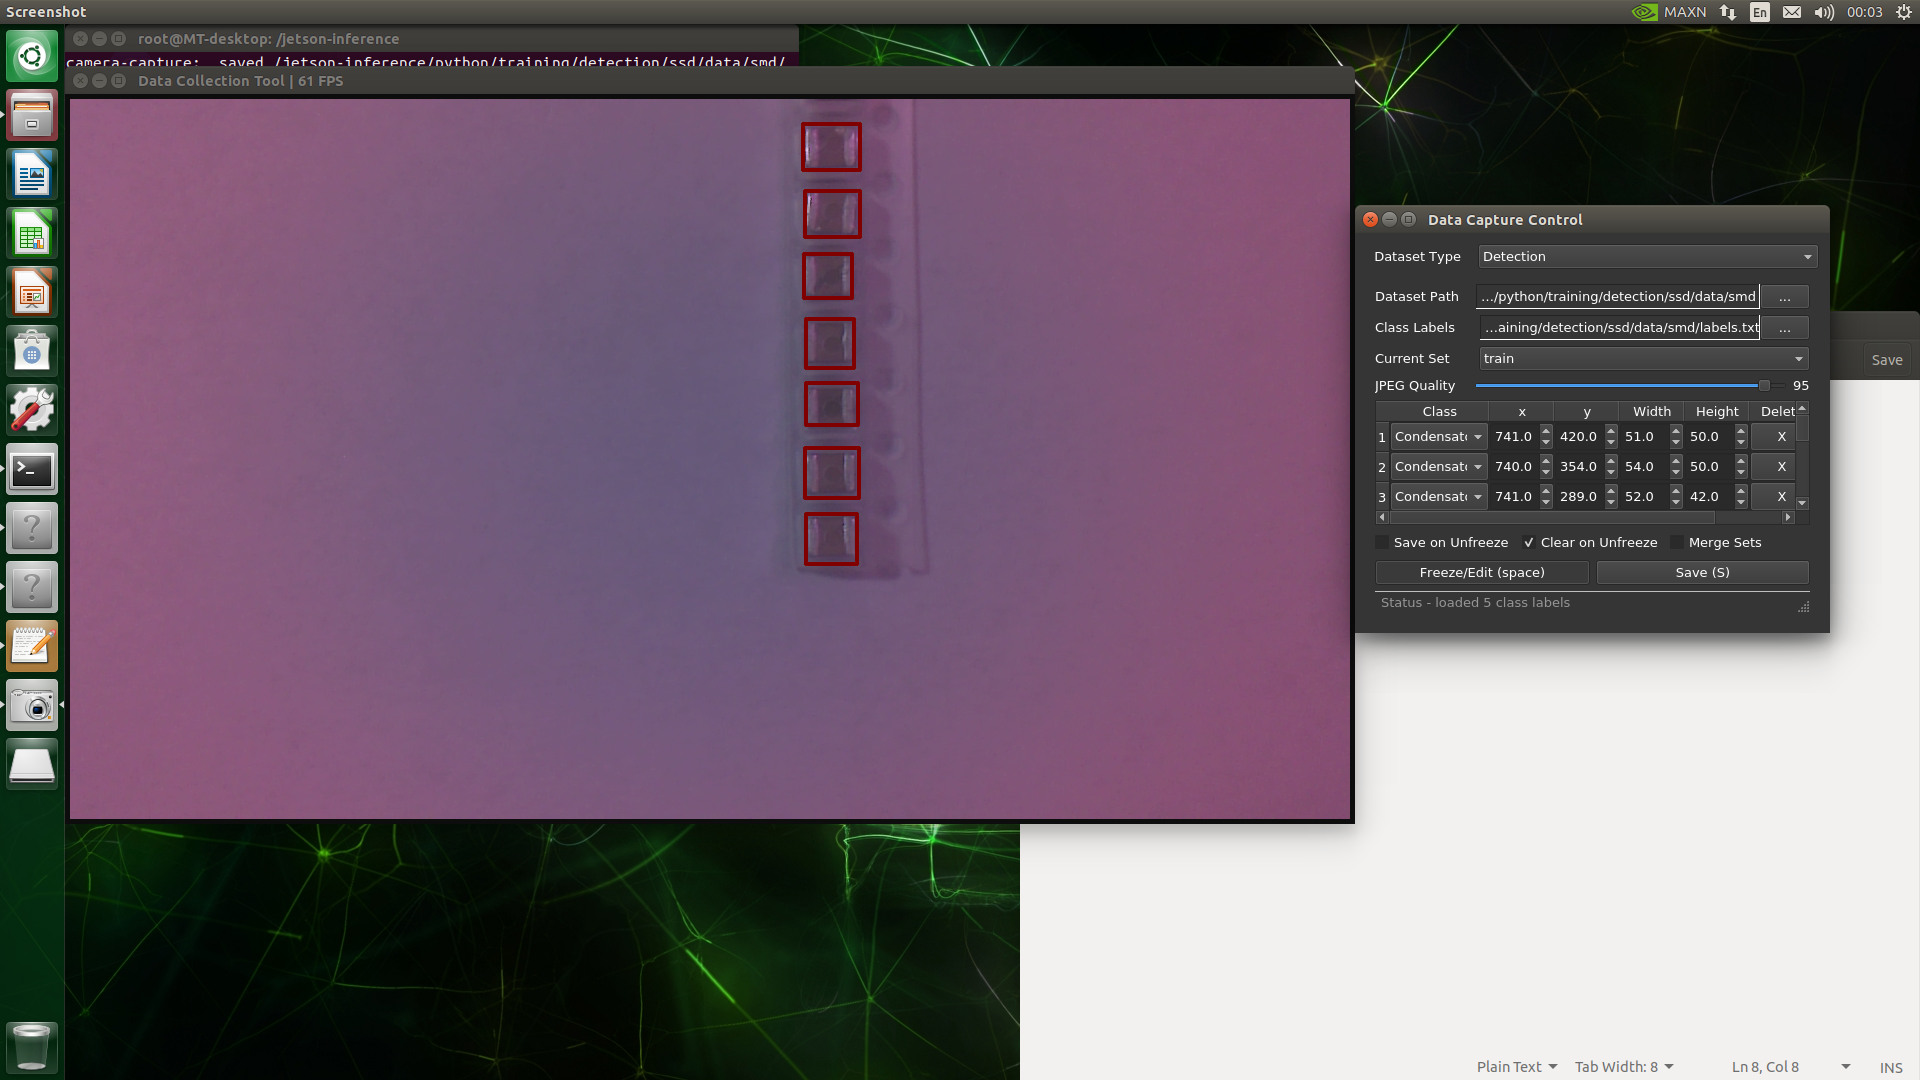 Screenshot
MAXN
En
00:03
root@MT-desktop: /jetson-inference
camera-capture: saved /jetson-inference/python/training/detection/ssd/data/smd/
Data Collection Tool | 61 FPS
Data Capture Control
Dataset Type Detection
Dataset Path .../python/training/detection/ssd/data/smd ...
Class Labels ...aining/detection/ssd/data/smd/labels.txt ...
Current Set train
JPEG Quality 95
Class x y Width Height Delet
1 Condensato 741.0 420.0 51.0 50.0 X
2 Condensato 740.0 354.0 54.0 50.0 X
3 Condensato 741.0 289.0 52.0 42.0 X
Save on Unfreeze Clear on Unfreeze Merge Sets
Freeze/Edit (space) Save (S)
Status - loaded 5 class labels
Save
Plain Text Tab Width: 8 Ln 8, Col 8 INS